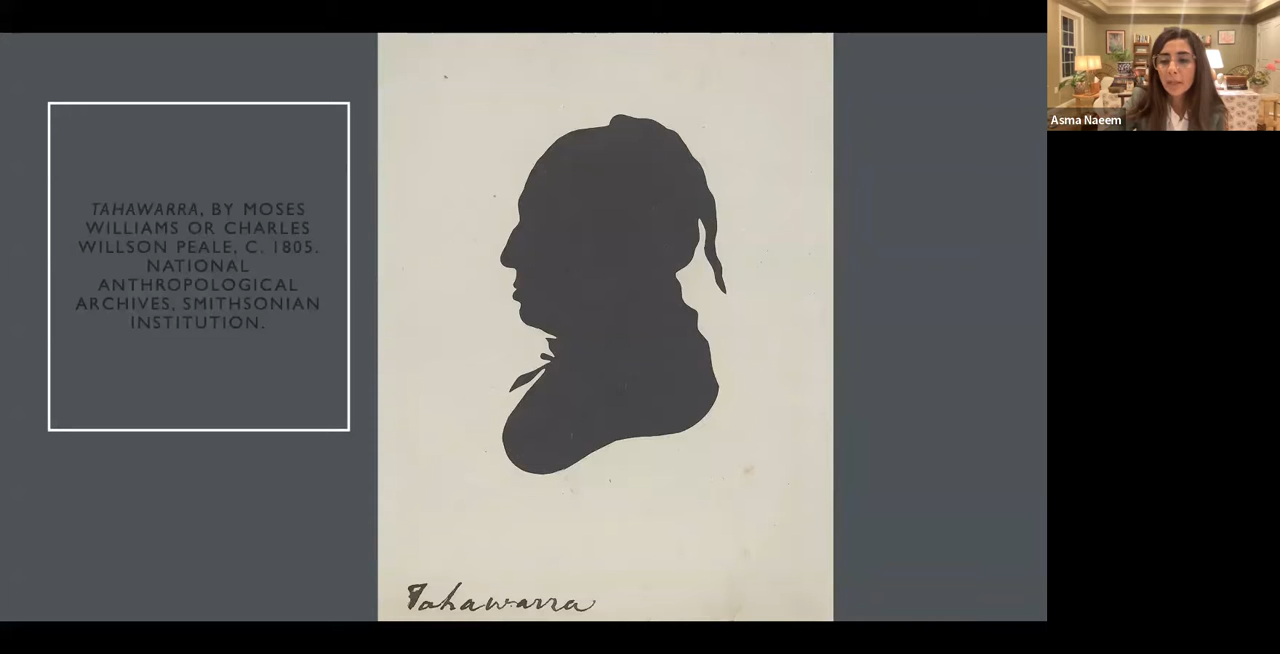 TAHAWARRA, BY MOSES
WILLIAMS OR CHARLES
WILLSON PEALE, C. 1805.
NATIONAL
ANTHROPOLOGICAL
ARCHIVES, SMITHSONIAN
INSTITUTION.
Tahawarra
Asma Naeem